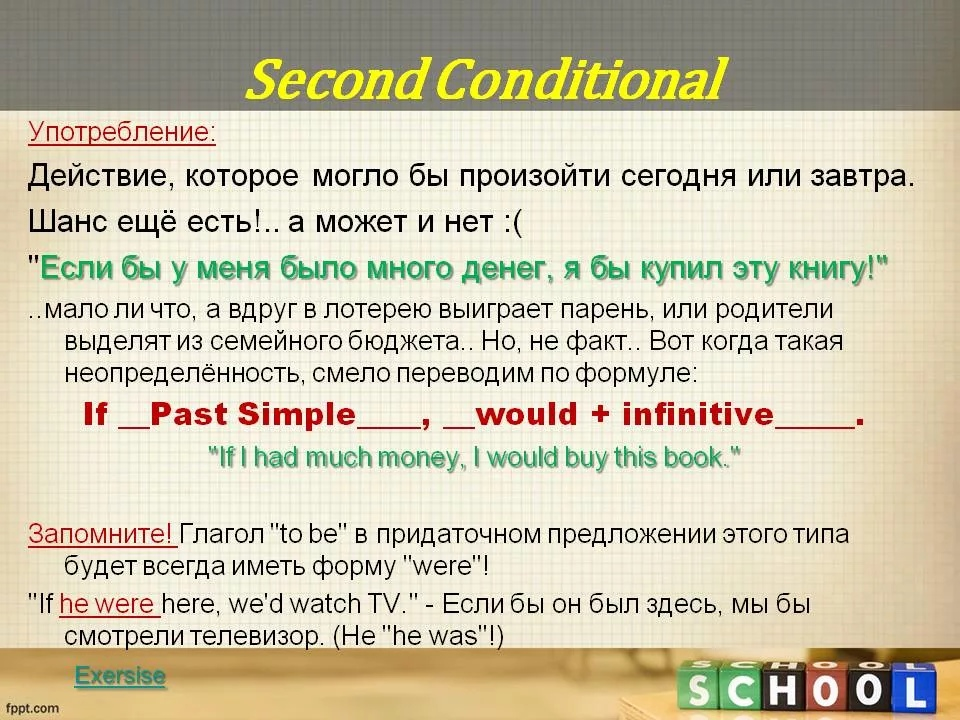 Second Conditional
Употребление:
Действие, которое могло бы произойти сегодня или завтра.
Шанс ещё есть!.. а может и нет :(
"Если бы у меня было много денег, я бы купил эту книгу!"
..мало ли что, а вдруг в лотерею выиграет парень, или родители
выделят из семейного бюджета.. Но, не факт.. Вот когда такая
неопределённость, смело переводим по формуле:
If __Past Simple____, __would + infinitive_____.
"If I had much money, I would buy this book."
Запомните! Глагол "to be" в придаточном предложении этого типа
будет всегда иметь форму "were"!
"If he were here, we'd watch TV." - Если бы он был здесь, мы бы
смотрели телевизор. (Не "he was"!)
Exersise
SCHOOL
fppt.com